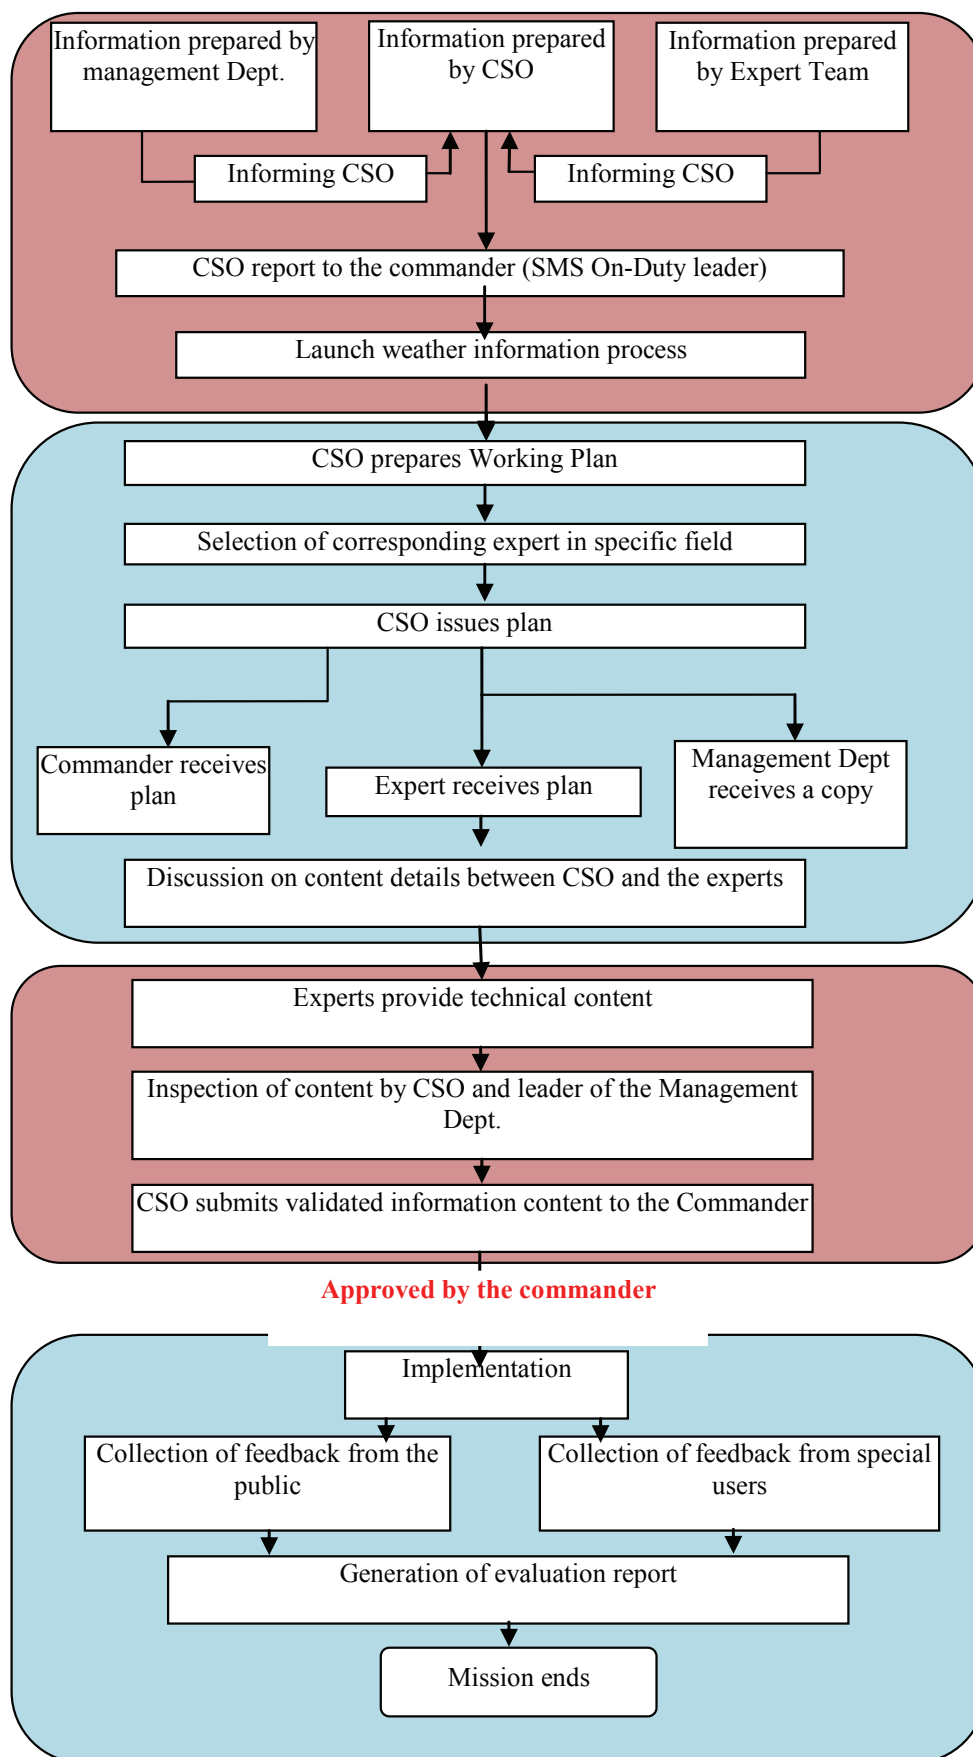 Information prepared by
management Dept.
Information prepared
by CSO
Information prepared
by Expert Team
Informing CSO
Informing CSO
CSO report to the commander (SMS On-Duty leader)
Launch weather information process
CSO prepares Working Plan
Selection of corresponding expert in specific field
CSO issues plan
Commander receives
plan
Expert receives plan
Management Dept
receives a copy
Discussion on content details between CSO and the experts
Experts provide technical content
Inspection of content by CSO and leader of the Management
Dept.
CSO submits validated information content to the Commander
Approved by the commander
Implementation
Collection of feedback from the
public
Collection of feedback from special
users
Generation of evaluation report
Mission ends